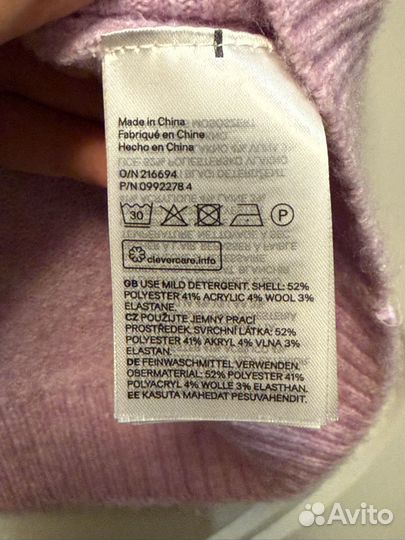 Made in China
Fabriqué en Chine
Hecho en China
O/N 216694
P/N 0992278 4
30
P
clevercare.info
GB USE MILD DETERGENT. SHELL: 52%
POLYESTER 41% ACRYLIC 4% WOOL 3%
ELASTANE.
CZ POUŽIJTE JEMNÝ PRACÍ
PROSTŘEDEK. SVRCHNÍ LÁTKA: 52%
POLYESTER 41% AKRYL 4% VLNA 3%
ELASTAN.
DE FEINWASCHMITTEL VERWENDEN.
OBERMATERIAL: 52% POLYESTER 41%
POLYACRYL 4% WOLLE 3% ELASTHAN.
EE KASUTA MAHEDAT PESUVAHENDIT.
Avito